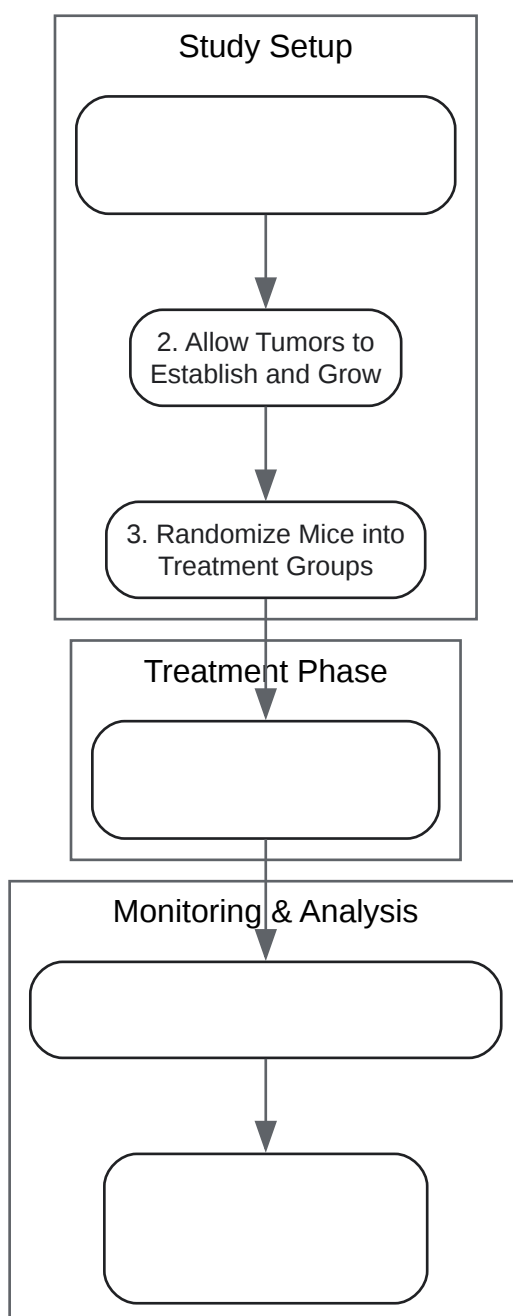 Study Setup
2. Allow Tumors to
Establish and Grow
3. Randomize Mice into
Treatment Groups
Treatment Phase
Monitoring & Analysis